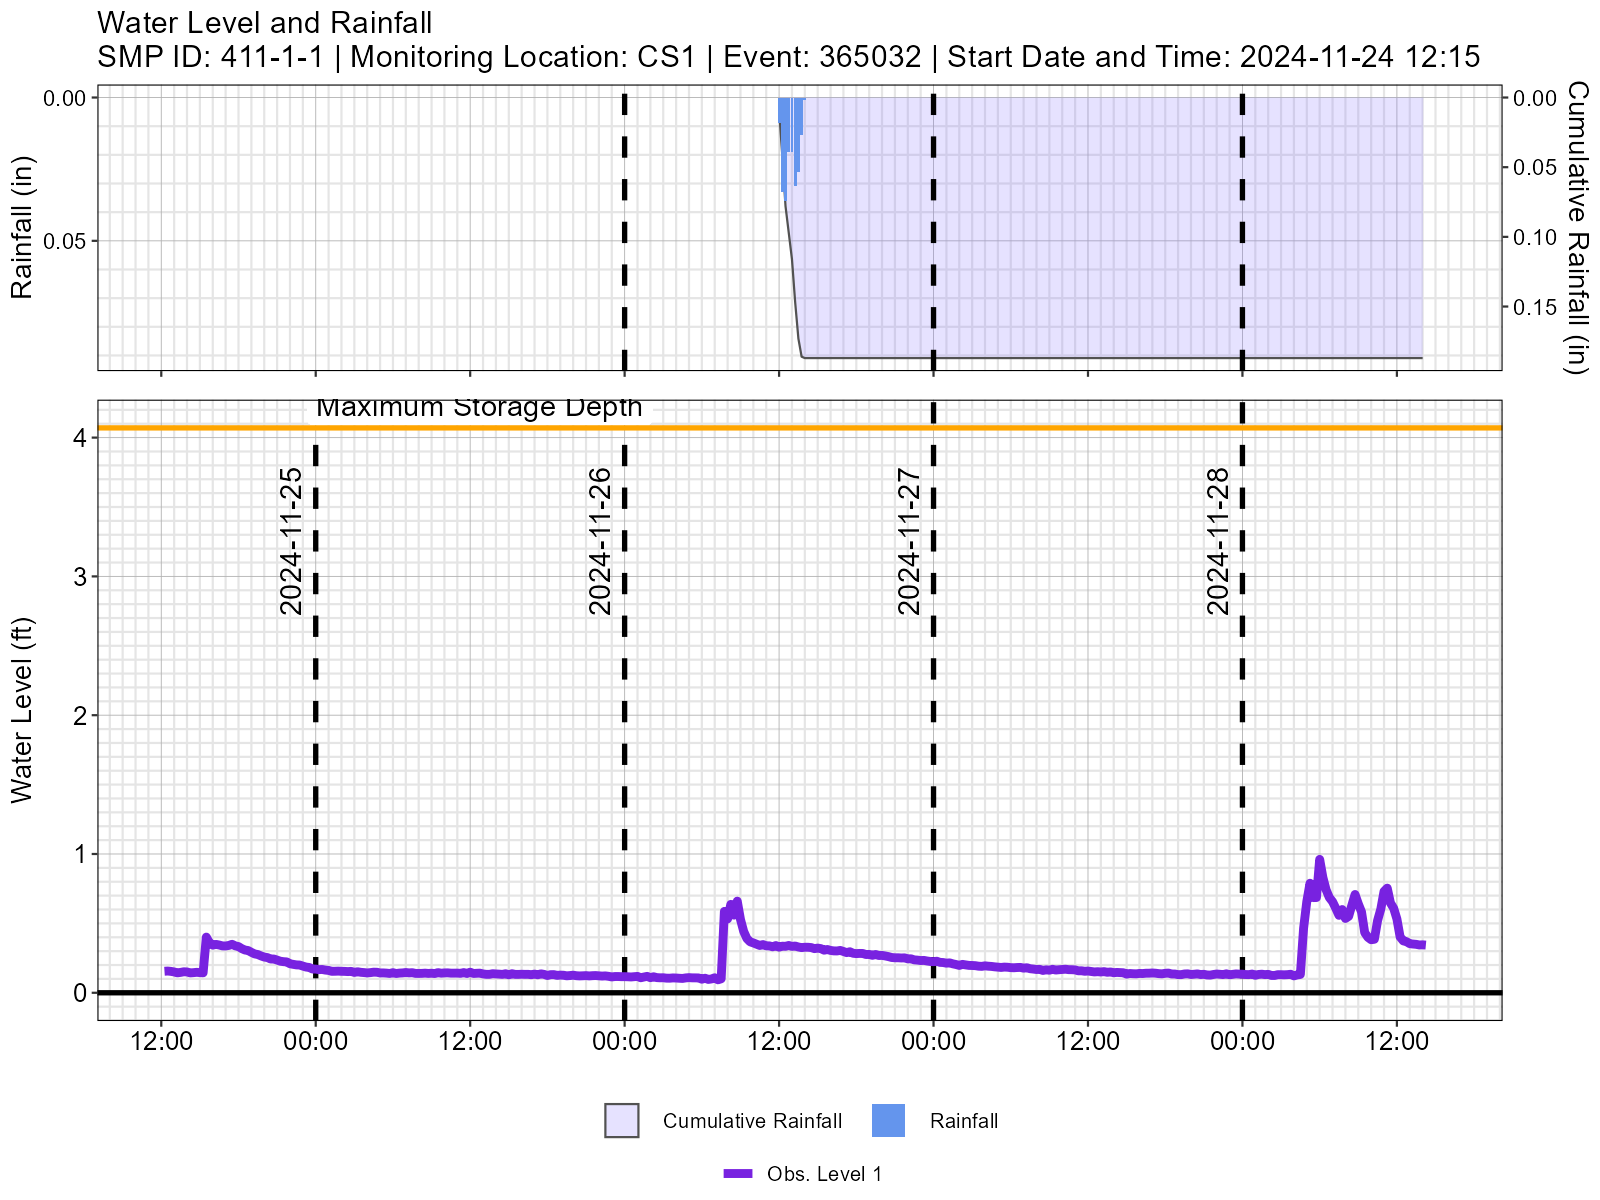 Water Level and Rainfall
SMP ID: 411-1-1 | Monitoring Location: CS1 | Event: 365032 | Start Date and Time: 2024-11-24 12:15
Rainfall (in)
0.00
0.05
0.00
0.05
0.10
0.15
Cumulative Rainfall (in)
Maximum Storage Depth
Water Level (ft)
4
3
2
1
0
2024-11-25
2024-11-26
2024-11-27
2024-11-28
12:00 00:00 12:00 00:00 12:00 00:00 12:00 00:00 12:00
Cumulative Rainfall Rainfall
Obs. Level 1